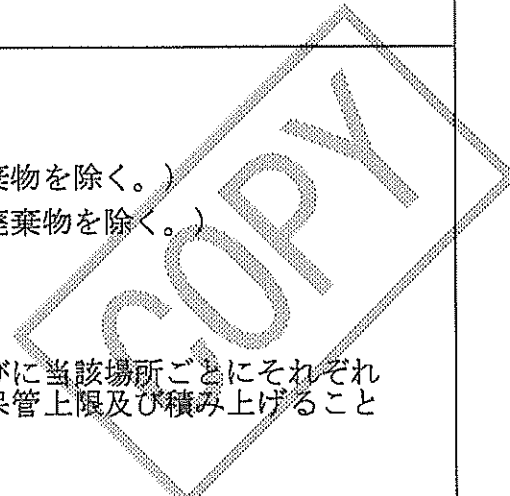 棄物を除く。)
廃棄物を除く。)
COPY
びに当該場所ごとにそれぞれ
保管上限及び積み上げること